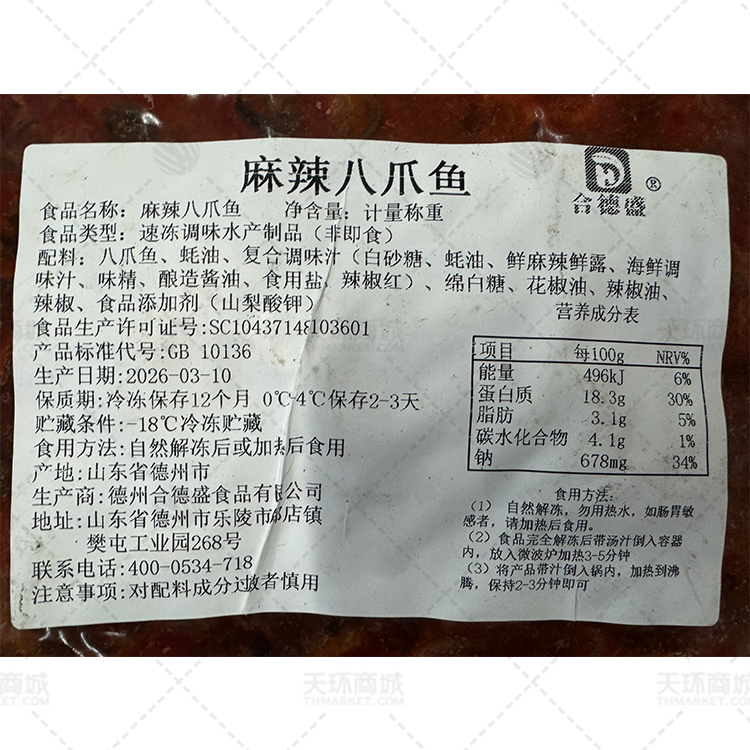 麻辣八爪鱼
合德盛®
食品名称：麻辣八爪鱼 净含量：计量称重
食品类型：速冻调味水产制品（非即食）
配料：八爪鱼、蚝油、复合调味汁（白砂糖、蚝油、鲜麻辣鲜露、海鲜调
味汁、味精、酿造酱油、食用盐、辣椒红）、绵白糖、花椒油、辣椒油、
辣椒、食品添加剂（山梨酸钾）
食品生产许可证号:SC10437148103601
产品标准代号:GB 10136
生产日期:2026-03-10
保质期:冷冻保存12个月 0℃-4℃保存2-3天
贮藏条件:-18℃冷冻贮藏
食用方法:自然解冻后或加热后食用
产地:山东省德州市
生产商:德州合德盛食品有限公司
地址:山东省德州市乐陵市店镇
樊屯工业园268号
联系电话:400-0534-718
注意事项:对配料成分过敏者慎用
营养成分表
项目 每100g NRV%
能量 496kJ 6%
蛋白质 18.3g 30%
脂肪 3.1g 5%
碳水化合物 4.1g 1%
钠 678mg 34%
食用方法:
（1） 自然解冻，勿用热水，如肠胃敏
感者，请加热后食用。
（2）食品完全解冻后带汤汁倒入容器
内，放入微波炉加热3-5分钟
（3）将产品带汁倒入锅内，加热到沸
腾，保持2-3分钟即可
天环商城
THMARKET.COM